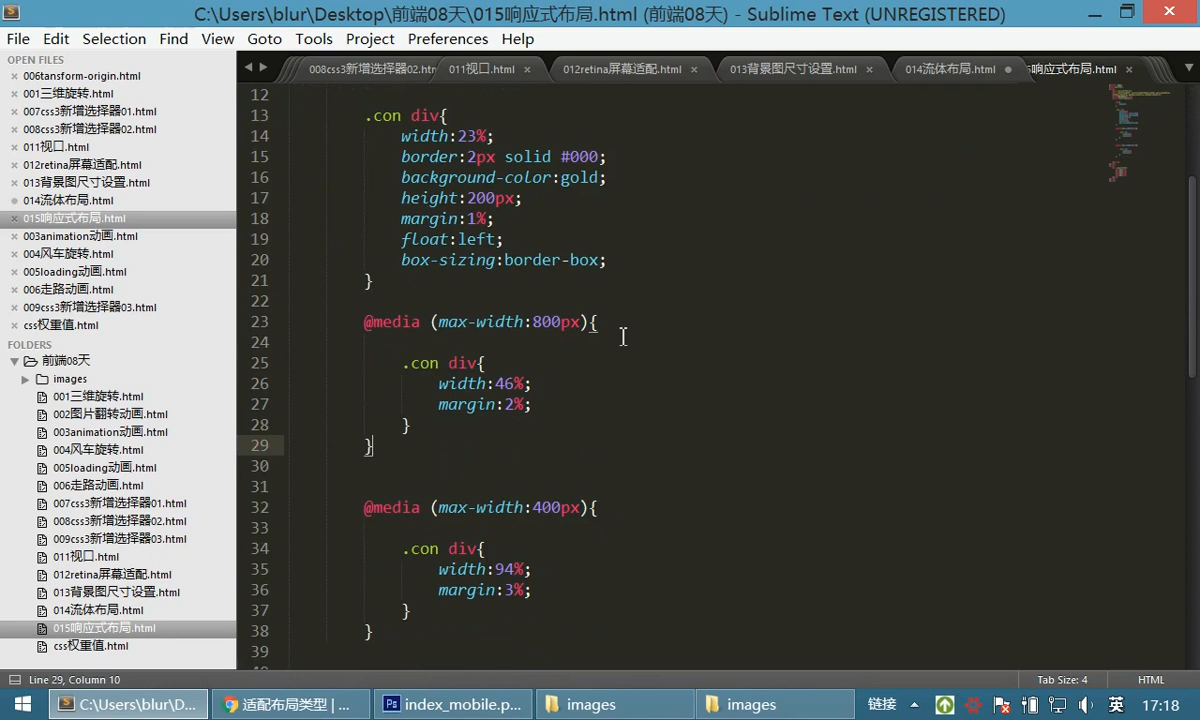 C:\Users\blur\Desktop\前端08天\015响应式布局.html (前端08天) - Sublime Text (UNREGISTERED)
File Edit Selection Find View Goto Tools Project Preferences Help
OPEN FILES
006tansform-origin.html
001三维旋转.html
007css3新增选择器01.html
008css3新增选择器02.html
011视口.html
012retina屏幕适配.html
013背景图尺寸设置.html
014流体布局.html
015响应式布局.html
003animation动画.html
004风车旋转.html
005loading动画.html
006走路动画.html
009css3新增选择器03.html
css权重值.html
FOLDERS
前端08天
images
001三维旋转.html
002图片翻转动画.html
003animation动画.html
004风车旋转.html
005loading动画.html
006走路动画.html
007css3新增选择器01.html
008css3新增选择器02.html
009css3新增选择器03.html
011视口.html
012retina屏幕适配.html
013背景图尺寸设置.html
014流体布局.html
015响应式布局.html
css权重值.html
008css3新增选择器02.htm 011视口.html 012retina屏幕适配.html 013背景图尺寸设置.html 014流体布局.html 响应式布局.html
12
13 .con div{
14 width:23%;
15 border:2px solid #000;
16 background-color:gold;
17 height:200px;
18 margin:1%;
19 float:left;
20 box-sizing:border-box;
21 }
22
23 @media (max-width:800px){
24
25 .con div{
26 width:46%;
27 margin:2%;
28 }
29 }
30
31
32 @media (max-width:400px){
33
34 .con div{
35 width:94%;
36 margin:3%;
37 }
38 }
39
Line 29, Column 10 Tab Size: 4 HTML
C:\Users\blur\D... 适配布局类型 | ... index_mobile.p... images images 链接 英 17:18